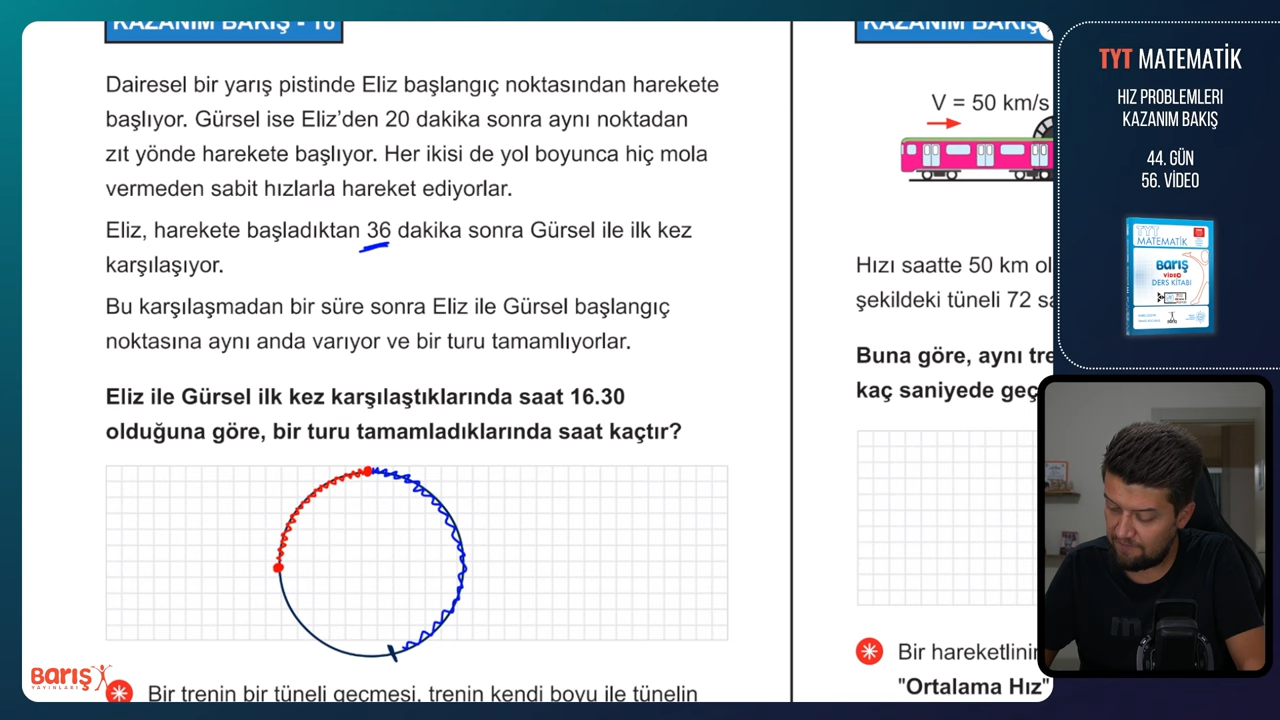 KAZANIM BAKIŞ - 16
Dairesel bir yarış pistinde Eliz başlangıç noktasından harekete
başlıyor. Gürsel ise Eliz'den 20 dakika sonra aynı noktadan
zıt yönde harekete başlıyor. Her ikisi de yol boyunca hiç mola
vermeden sabit hızlarla hareket ediyorlar.
Eliz, harekete başladıktan 36 dakika sonra Gürsel ile ilk kez
karşılaşıyor.
Bu karşılaşmadan bir süre sonra Eliz ile Gürsel başlangıç
noktasına aynı anda varıyor ve bir turu tamamlıyorlar.
Eliz ile Gürsel ilk kez karşılaştıklarında saat 16.30
olduğuna göre, bir turu tamamladıklarında saat kaçtır?
Bir trenin bir tüneli geçmesi, trenin kendi boyu ile tünelin
BARIŞ
YAYINLARI
KAZANIM BAKIŞ
V = 50 km/s
Hızı saatte 50 km ol
şekildeki tüneli 72 sa
Buna göre, aynı tre
kaç saniyede geç
Bir hareketlinin
"Ortalama Hız"
TYT MATEMATİK
HIZ PROBLEMLERI
KAZANIM BAKIŞ
44. GÜN
56. VİDEO
TYT
MATEMATİK
BARIŞ
VİDEO
DERS KİTABI